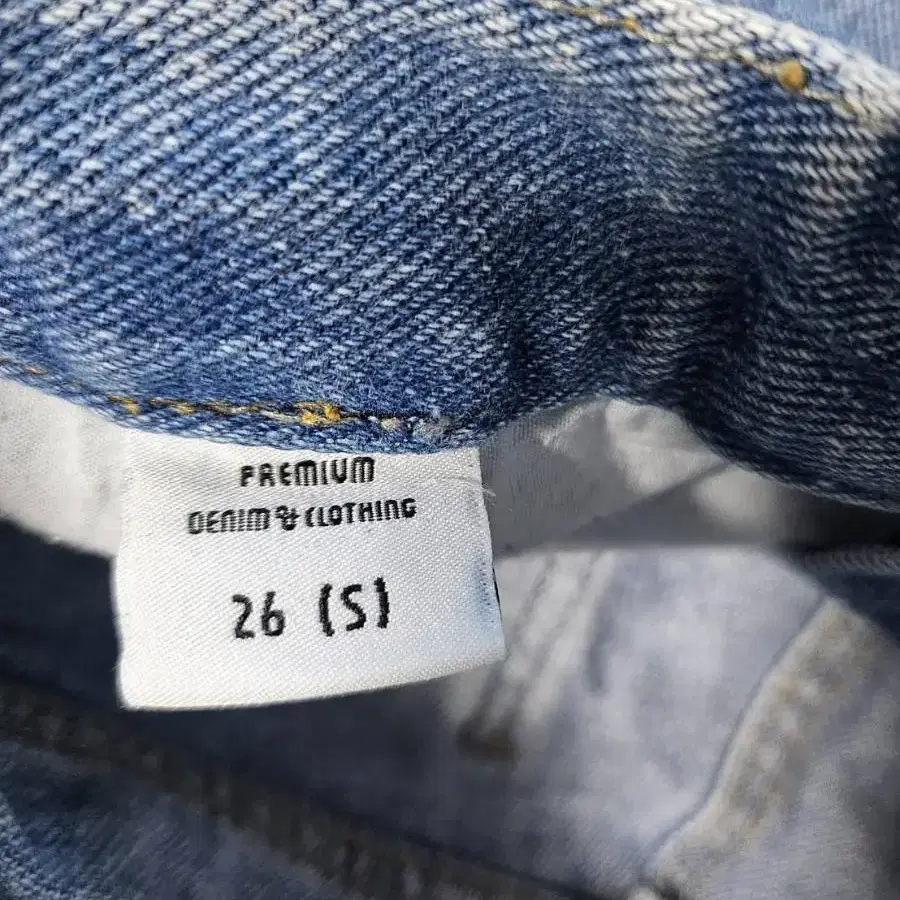 PREMIUM
DENIM & CLOTHING
26 (S)